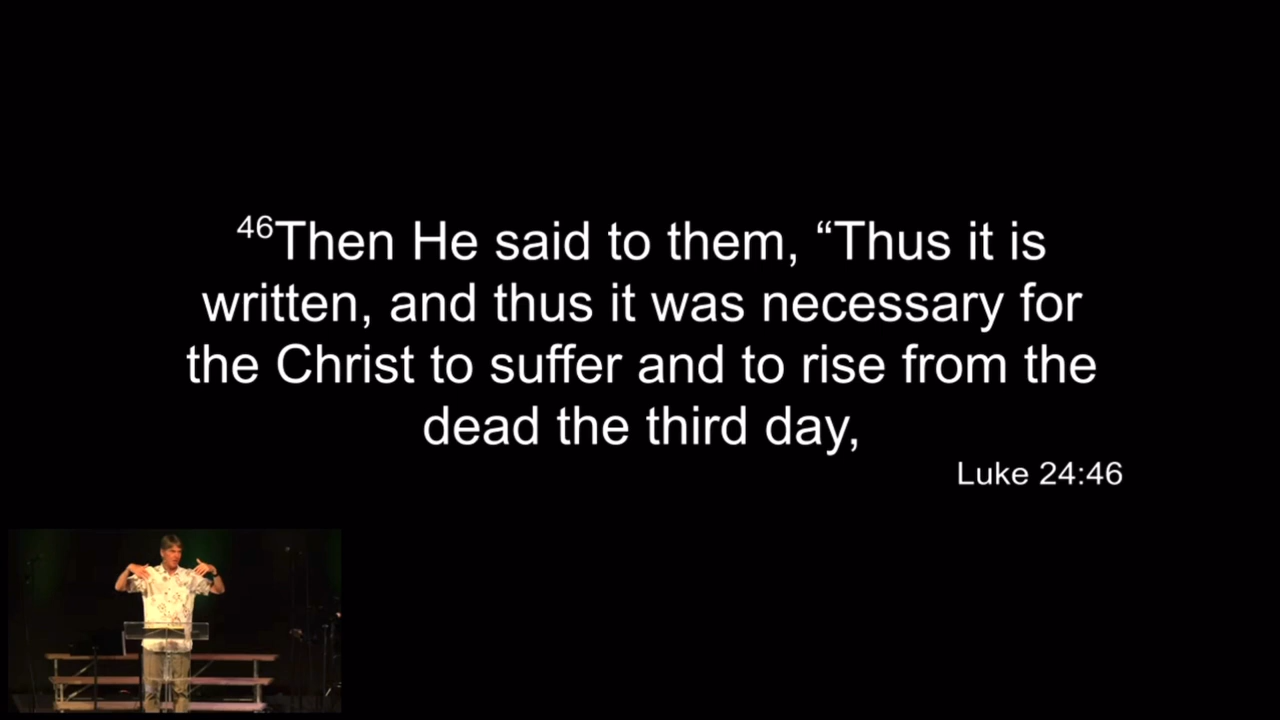 46Then He said to them, “Thus it is
written, and thus it was necessary for
the Christ to suffer and to rise from the
dead the third day,
Luke 24:46